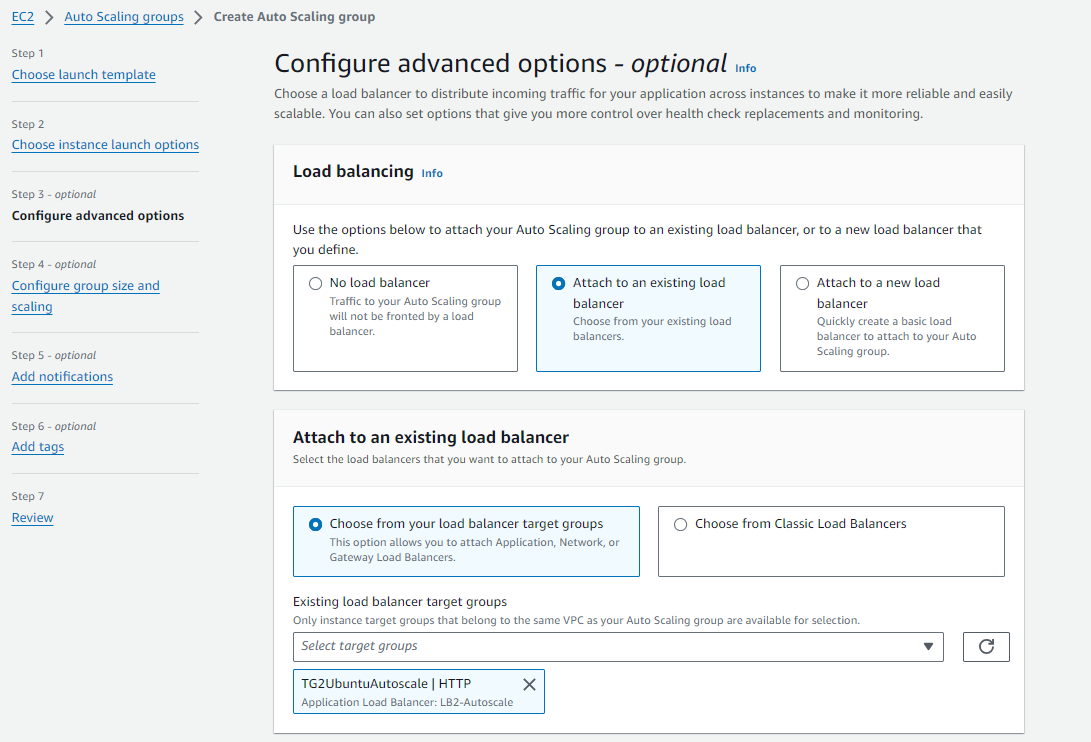 EC2 > Auto Scaling groups > Create Auto Scaling group
Step 1
Choose launch template
Step 2
Choose instance launch options
Step 3 - optional
Configure advanced options
Step 4 - optional
Configure group size and
scaling
Step 5 - optional
Add notifications
Step 6 - optional
Add tags
Step 7
Review
Configure advanced options - optional Info
Choose a load balancer to distribute incoming traffic for your application across instances to make it more reliable and easily
scalable. You can also set options that give you more control over health check replacements and monitoring.
Load balancing Info
Use the options below to attach your Auto Scaling group to an existing load balancer, or to a new load balancer that
you define.
No load balancer
Traffic to your Auto Scaling group
will not be fronted by a load
balancer.
Attach to an existing load
balancer
Choose from your existing load
balancers.
Attach to a new load
balancer
Quickly create a basic load
balancer to attach to your Auto
Scaling group.
Attach to an existing load balancer
Select the load balancers that you want to attach to your Auto Scaling group.
Choose from your load balancer target groups
This option allows you to attach Application, Network, or
Gateway Load Balancers.
Choose from Classic Load Balancers
Existing load balancer target groups
Only instance target groups that belong to the same VPC as your Auto Scaling group are available for selection.
Select target groups
TG2UbuntuAutoscale | HTTP
Application Load Balancer: LB2-Autoscale